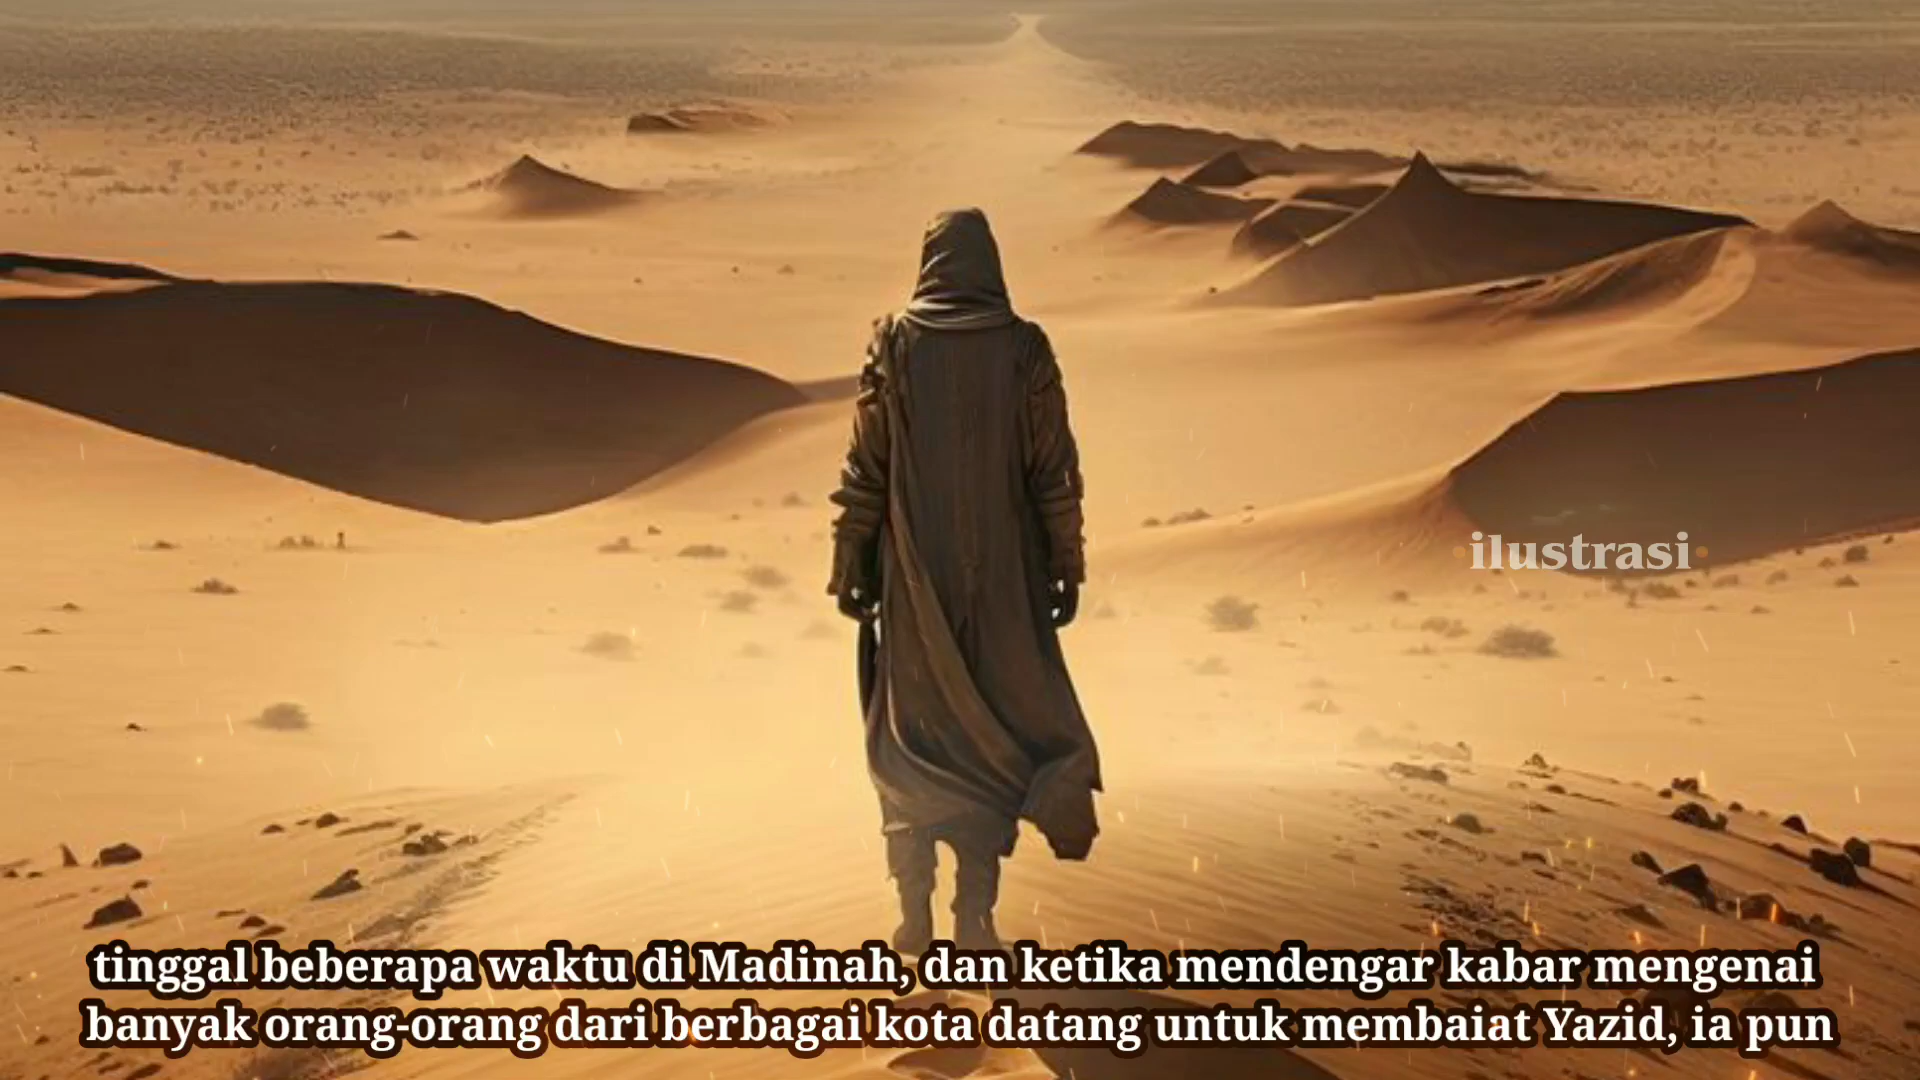 •ilustrasi•
tinggal beberapa waktu di Madinah, dan ketika mendengar kabar mengenai
banyak orang-orang dari berbagai kota datang untuk membaiat Yazid, ia pun